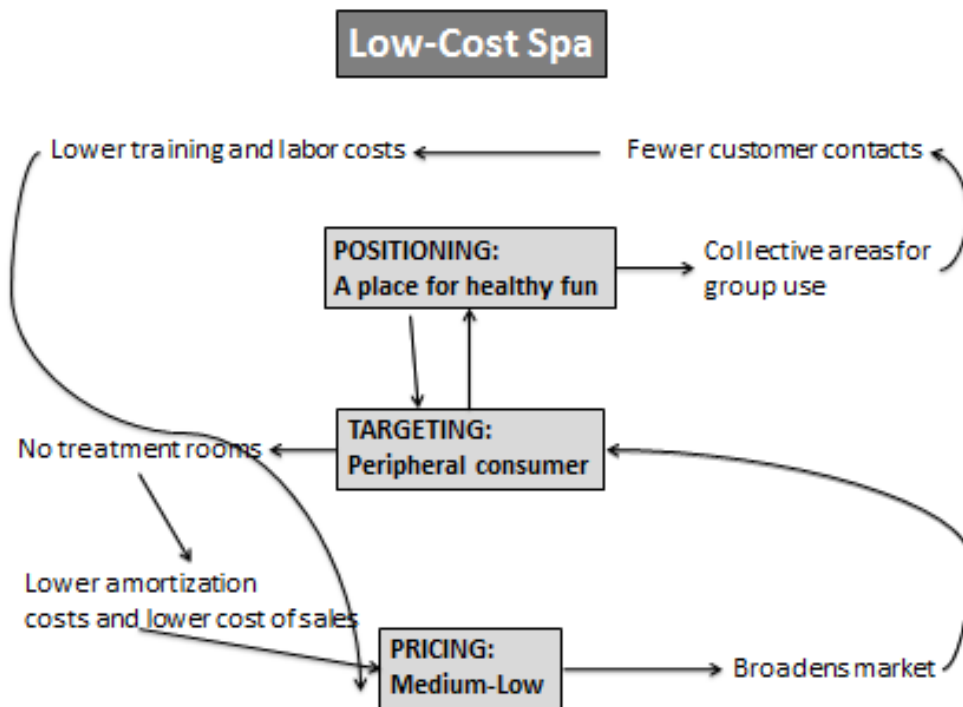 Low-Cost Spa
Lower training and labor costs
Fewer customer contacts
POSITIONING:
A place for healthy fun
Collective areas for
group use
No treatment rooms
TARGETING:
Peripheral consumer
Lower amortization
costs and lower cost of sales
PRICING:
Medium-Low
Broadens market